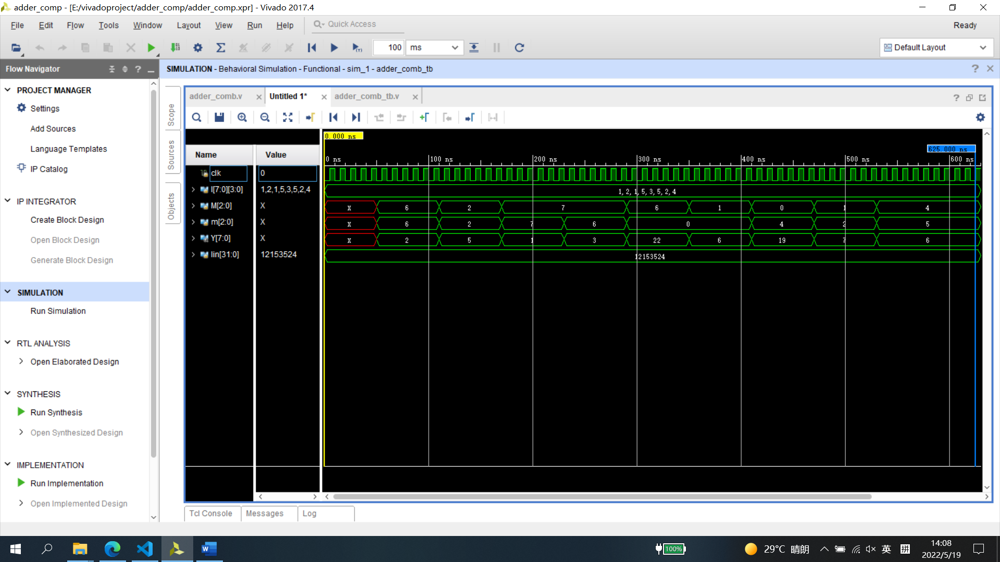 adder_comp - [E:/vivadoproject/adder_comp/adder_comp.xpr] - Vivado 2017.4
File Edit Flow Tools Window Layout View Run Help Quick Access Ready
100 ms Default Layout
Flow Navigator
SIMULATION - Behavioral Simulation - Functional - sim_1 - adder_comb_tb
PROJECT MANAGER
Settings
Add Sources
Language Templates
IP Catalog
IP INTEGRATOR
Create Block Design
Open Block Design
Generate Block Design
SIMULATION
Run Simulation
RTL ANALYSIS
Open Elaborated Design
SYNTHESIS
Run Synthesis
Open Synthesized Design
IMPLEMENTATION
Run Implementation
Open Implemented Design
Scope
Sources
Objects
adder_comb.v Untitled 1* adder_comb_tb.v
0.000 ns
625.000 ns
Name Value 0 ns 100 ns 200 ns 300 ns 400 ns 500 ns 600 ns
clk 0
I[7:0][3:0] 1,2,1,5,3,5,2,4 1,2,1,5,3,5,2,4
M[2:0] X X 6 2 7 6 1 0 1 4
m[2:0] X X 6 2 7 6 0 4 2 5
Y[7:0] X X 2 5 1 3 22 6 19 7 6
Iin[31:0] 12153524 12153524
Tcl Console Messages Log
100% 29°C 晴朗 英 拼 14:08
2022/5/19